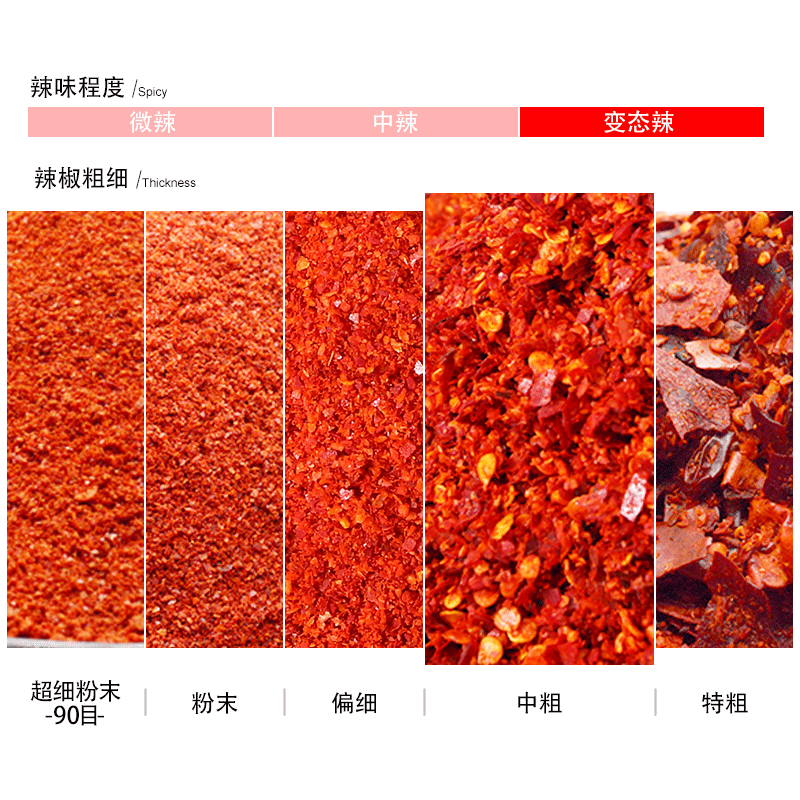 辣味程度 /Spicy
微辣 中辣 变态辣
辣椒粗细 /Thickness
超细粉末 粉末 偏细 中粗 特粗
-90目-